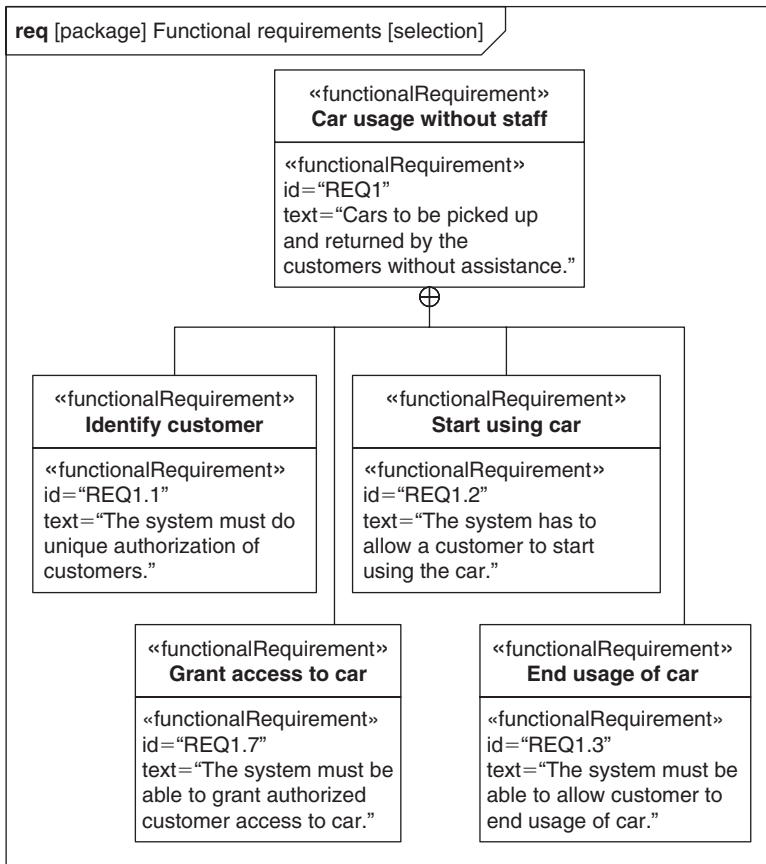 req [package] Functional requirements [selection]
«functionalRequirement»
Car usage without staff
«functionalRequirement»
id=“REQ1”
text=“Cars to be picked up
and returned by the
customers without assistance.”
«functionalRequirement»
Identify customer
«functionalRequirement»
id=“REQ1.1”
text=“The system must do
unique authorization of
customers.”
«functionalRequirement»
Start using car
«functionalRequirement»
id=“REQ1.2”
text=“The system has to
allow a customer to start
using the car.”
«functionalRequirement»
Grant access to car
«functionalRequirement»
id=“REQ1.7”
text=“The system must be
able to grant authorized
customer access to car.”
«functionalRequirement»
End usage of car
«functionalRequirement»
id=“REQ1.3”
text=“The system must be
able to allow customer to
end usage of car.”